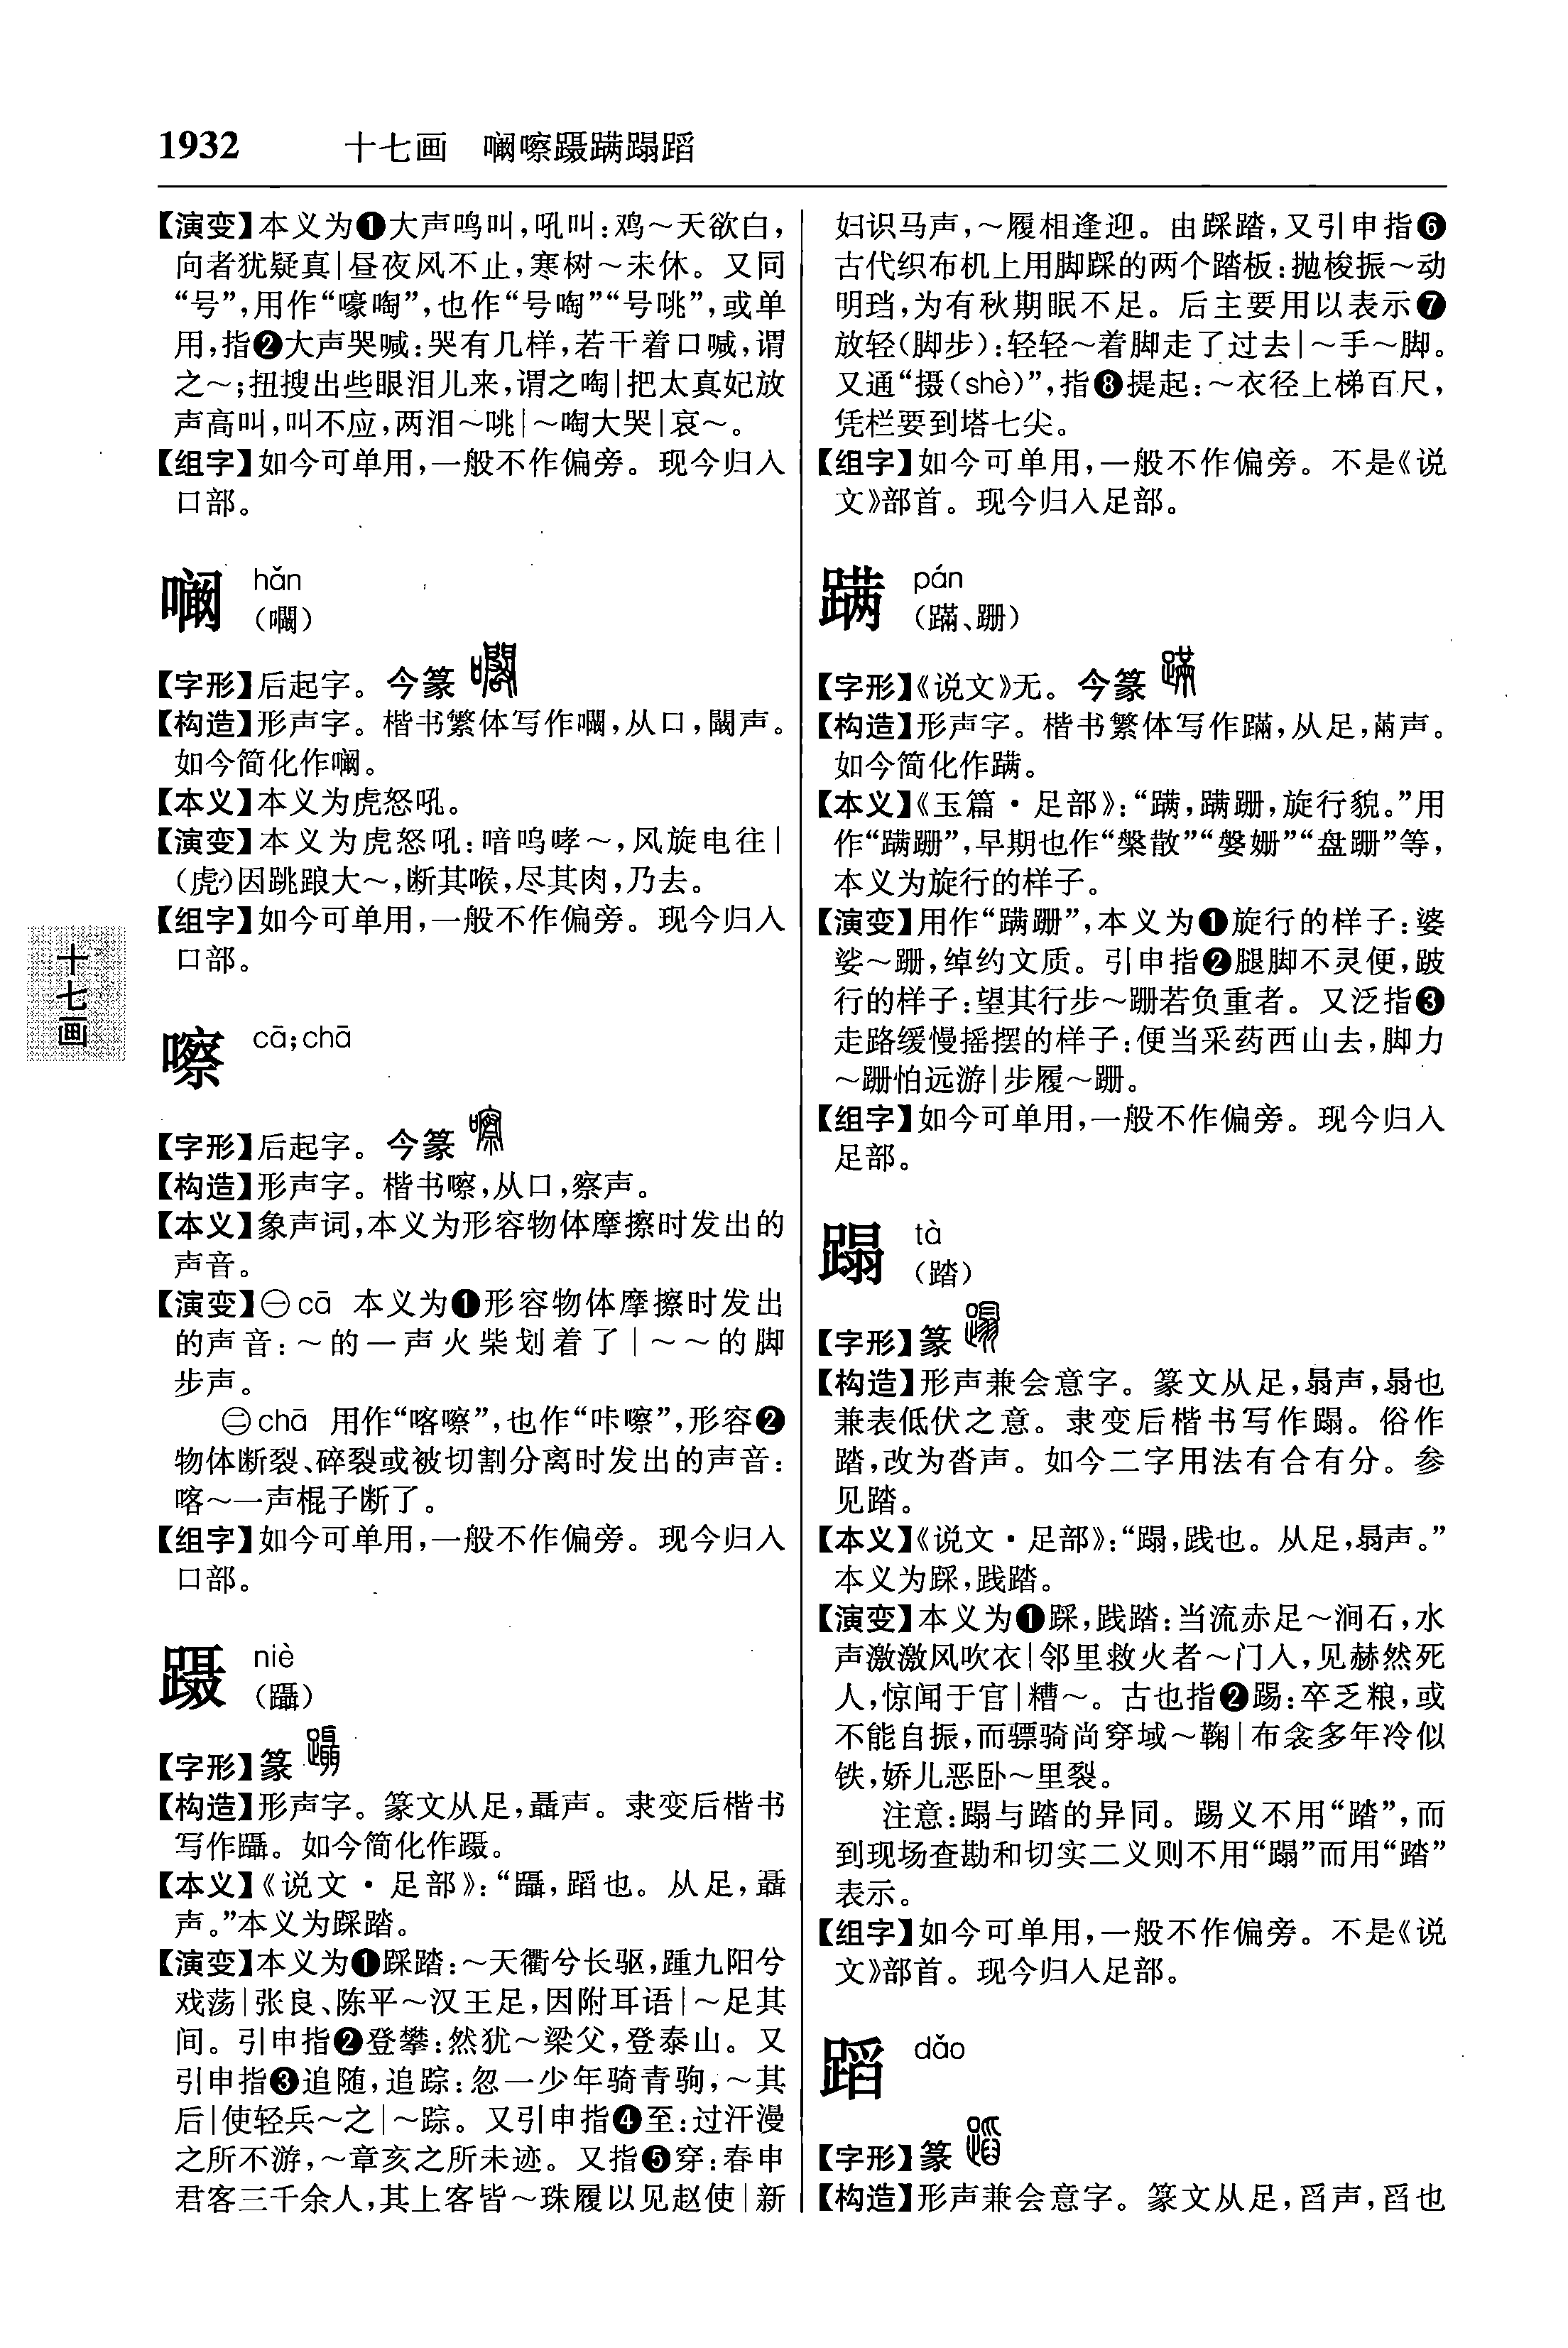 1932 十七画 㘚嚓蹑蹒蹋蹈
【演变】本义为❶大声鸣叫,吼叫:鸡～天欲白,
向者犹疑真|昼夜风不止,寒树～未休。又同
“号”,用作“嚎啕”,也作“号啕”“号咷”,或单
用,指❷大声哭喊:哭有几样,若干着口喊,谓
之～;扭搜出些眼泪儿来,谓之啕|把太真妃放
声高叫,叫不应,两泪～咷|～啕大哭|哀～。
【组字】如今可单用,一般不作偏旁。现今归入
口部。
㘚 hǎn
(㘚)
【字形】后起字。今篆
【构造】形声字。楷书繁体写作㘚,从口,闞声。
如今简化作㘚。
【本义】本义为虎怒吼。
【演变】本义为虎怒吼:喑呜哮～,风旋电往|
(虎)因跳踉大～,断其喉,尽其肉,乃去。
【组字】如今可单用,一般不作偏旁。现今归入
口部。
十七画
嚓 cā;chā
【字形】后起字。今篆
【构造】形声字。楷书嚓,从口,察声。
【本义】象声词,本义为形容物体摩擦时发出的
声音。
【演变】㊀cā 本义为❶形容物体摩擦时发出
的声音:～的一声火柴划着了|～～的脚
步声。
㊁chā 用作“喀嚓”,也作“咔嚓”,形容❷
物体断裂、碎裂或被切割分离时发出的声音:
喀～一声棍子断了。
【组字】如今可单用,一般不作偏旁。现今归入
口部。
蹑 niè
(躡)
【字形】篆
【构造】形声字。篆文从足,聶声。隶变后楷书
写作躡。如今简化作蹑。
【本义】《说文·足部》:“躡,蹈也。从足,聶
声。”本义为踩踏。
【演变】本义为❶踩踏:～天衢兮长驱,踵九阳兮
戏荡|张良、陈平～汉王足,因附耳语|～足其
间。引申指❷登攀:然犹～梁父,登泰山。又
引申指❸追随,追踪:忽一少年骑青驹,～其
后|使轻兵～之|～踪。又引申指❹至:过汗漫
之所不游,～章亥之所未迹。又指❺穿:春申
君客三千余人,其上客皆～珠履以见赵使|新
妇识马声,～履相逢迎。由踩踏,又引申指❻
古代织布机上用脚踩的两个踏板:抛梭振～动
明珰,为有秋期眠不足。后主要用以表示❼
放轻(脚步):轻轻～着脚走了过去|～手～脚。
又通“摄(shè)”,指❽提起:～衣径上梯百尺,
凭栏要到塔七尖。
【组字】如今可单用,一般不作偏旁。不是《说
文》部首。现今归入足部。
蹒 pán
(蹣、跚)
【字形】《说文》无。今篆
【构造】形声字。楷书繁体写作蹣,从足,㒼声。
如今简化作蹒。
【本义】《玉篇·足部》:“蹒,蹒跚,旋行貌。”用
作“蹒跚”,早期也作“槃散”“媻姗”“盘跚”等,
本义为旋行的样子。
【演变】用作“蹒跚”,本义为❶旋行的样子:婆
娑～跚,绰约文质。引申指❷腿脚不灵便,跛
行的样子:望其行步～跚若负重者。又泛指❸
走路缓慢摇摆的样子:便当采药西山去,脚力
～跚怕远游|步履～跚。
【组字】如今可单用,一般不作偏旁。现今归入
足部。
蹋 tà
(踏)
【字形】篆
【构造】形声兼会意字。篆文从足,昜声,昜也
兼表低伏之意。隶变后楷书写作蹋。俗作
踏,改为沓声。如今二字用法有合有分。参
见踏。
【本义】《说文·足部》:“蹋,践也。从足,𦐇声。”
本义为踩,践踏。
【演变】本义为❶踩,践踏:当流赤足～涧石,水
声激激风吹衣|邻里救火者～门人,见赫然死
人,惊闻于官|糟～。古也指❷踢:卒乏粮,或
不能自振,而骠骑尚穿域～鞠|布衾多年冷似
铁,娇儿恶卧～里裂。
注意:蹋与踏的异同。踢义不用“踏”,而
到现场查勘和切实二义则不用“蹋”而用“踏”
表示。
【组字】如今可单用,一般不作偏旁。不是《说
文》部首。现今归入足部。
蹈 dǎo
【字形】篆
【构造】形声兼会意字。篆文从足,舀声,舀也